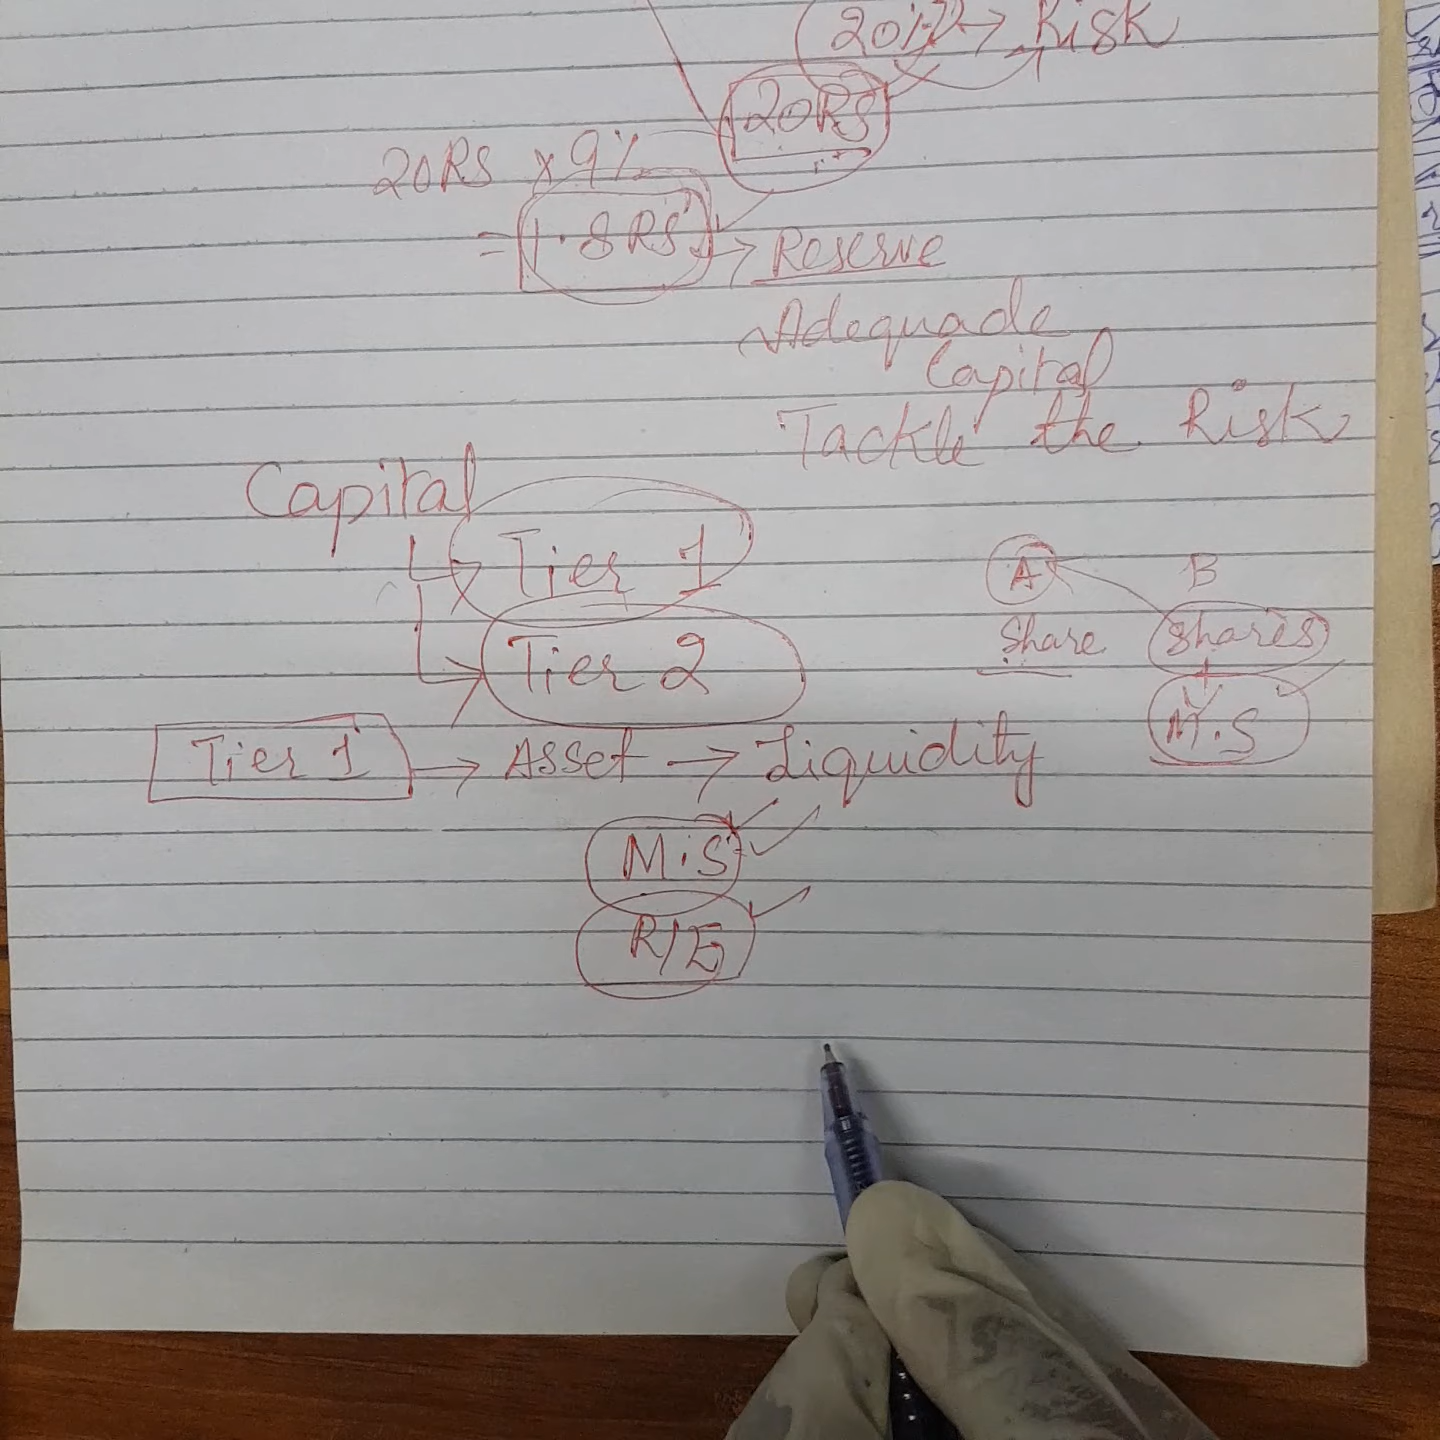 20% → Risk
20RS
20RS x 9%
= 1.8RS → Reserve
Adequade
Capital
Tackle the Risk
Capital
Tier 1
A B
Share Shares
+
Tier 2
M.S
Tier 1 → Asset → Liquidity
M.S
R/E